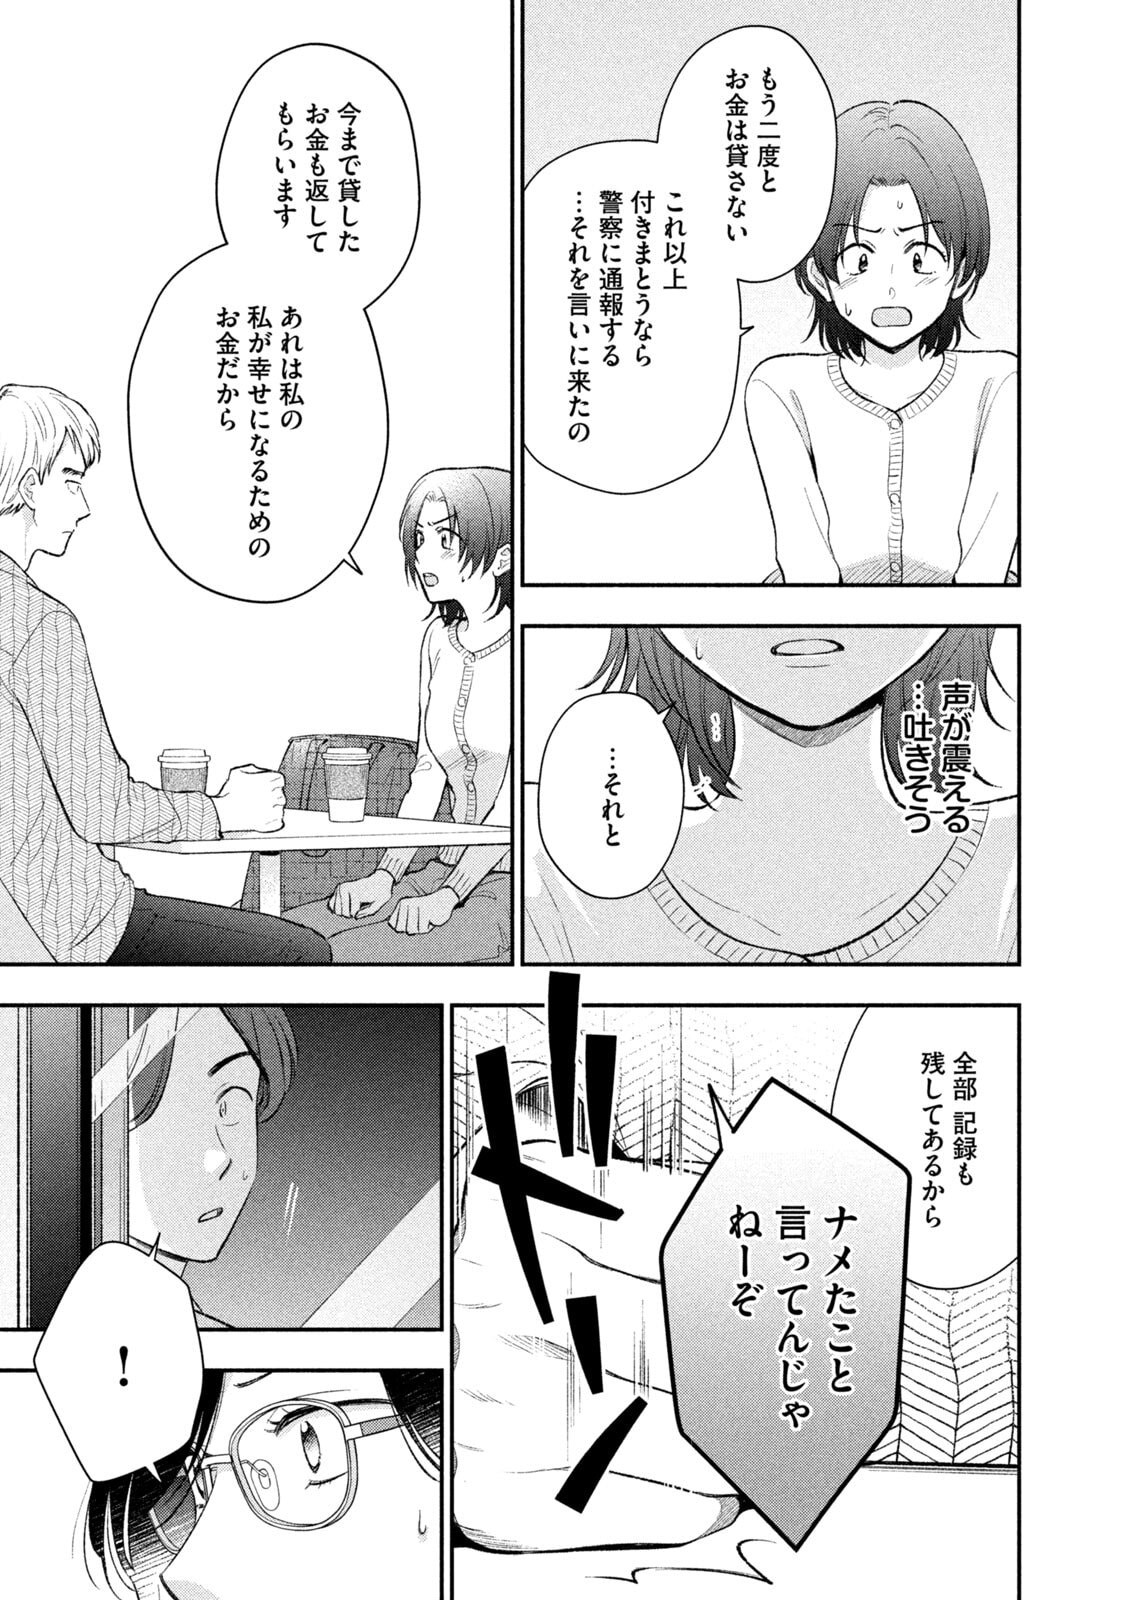 もう二度と
お金は貸さない
これ以上
付きまとうなら
警察に通報する
…それを言いに来たの
今まで貸した
お金も返して
もらいます
あれは私の
私が幸せになるための
お金だから
声が震える
…吐きそう
…それと
全部 記録も
残してあるから
ナメたこと
言ってんじゃ
ねーぞ
！